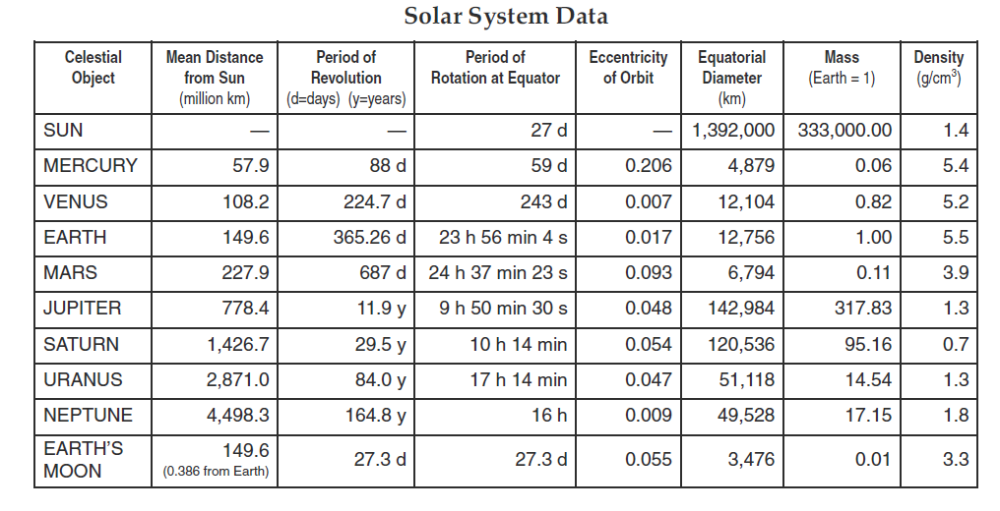 Solar System Data
Celestial Object | Mean Distance from Sun (million km) | Period of Revolution (d=days) (y=years) | Period of Rotation at Equator | Eccentricity of Orbit | Equatorial Diameter (km) | Mass (Earth = 1) | Density (g/cm³)
SUN | — | — | 27 d | — | 1,392,000 | 333,000.00 | 1.4
MERCURY | 57.9 | 88 d | 59 d | 0.206 | 4,879 | 0.06 | 5.4
VENUS | 108.2 | 224.7 d | 243 d | 0.007 | 12,104 | 0.82 | 5.2
EARTH | 149.6 | 365.26 d | 23 h 56 min 4 s | 0.017 | 12,756 | 1.00 | 5.5
MARS | 227.9 | 687 d | 24 h 37 min 23 s | 0.093 | 6,794 | 0.11 | 3.9
JUPITER | 778.4 | 11.9 y | 9 h 50 min 30 s | 0.048 | 142,984 | 317.83 | 1.3
SATURN | 1,426.7 | 29.5 y | 10 h 14 min | 0.054 | 120,536 | 95.16 | 0.7
URANUS | 2,871.0 | 84.0 y | 17 h 14 min | 0.047 | 51,118 | 14.54 | 1.3
NEPTUNE | 4,498.3 | 164.8 y | 16 h | 0.009 | 49,528 | 17.15 | 1.8
EARTH'S MOON | 149.6 (0.386 from Earth) | 27.3 d | 27.3 d | 0.055 | 3,476 | 0.01 | 3.3